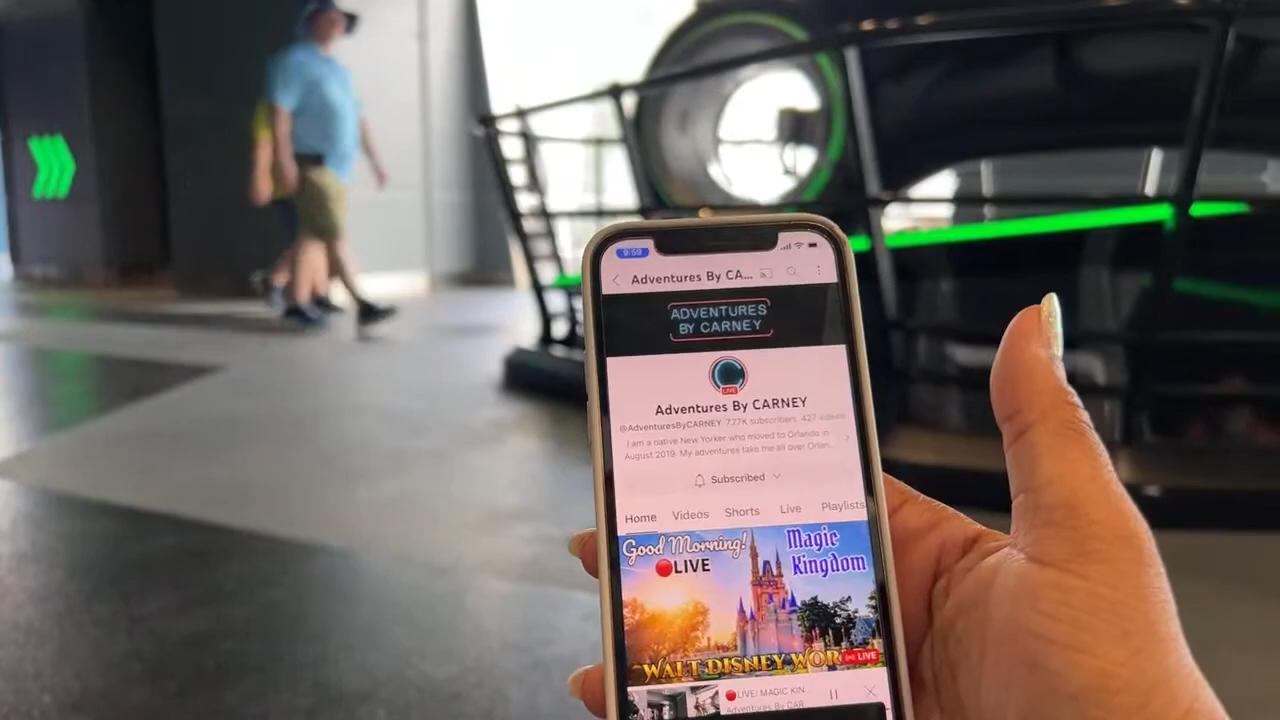 9:59
Adventures By CA...
ADVENTURES
BY CARNEY
LIVE
Adventures By CARNEY
@AdventuresByCARNEY 7.77K subscribers 427 videos
I am a native New Yorker who moved to Orlando in
August 2019. My adventures take me all over Orlan...
Subscribed
Home Videos Shorts Live Playlists
Good Morning!
LIVE
Magic
Kingdom
WALT DISNEY WOR
LIVE
LIVE: MAGIC KIN...
Adventures By CAR